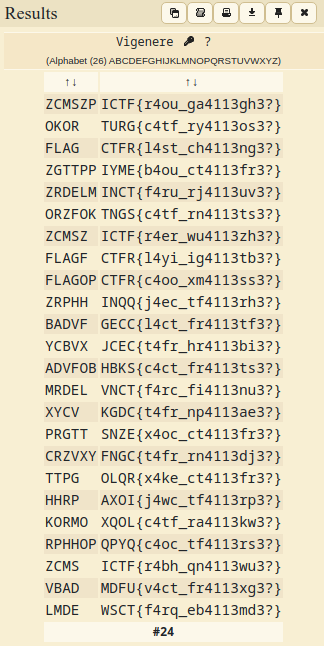 Results
Vigenere ?
(Alphabet (26) ABCDEFGHIJKLMNOPQRSTUVWXYZ)
↑↓ ↑↓
ZCMSZP ICTF{r4ou_ga4113gh3?}
OKOR TURG{c4tf_ry4113os3?}
FLAG CTFR{l4st_ch4113ng3?}
ZGTTPP IYME{b4ou_ct4113fr3?}
ZRDELM INCT{f4ru_rj4113uv3?}
ORZFOK TNGS{c4tf_rn4113ts3?}
ZCMSZ ICTF{r4er_wu4113zh3?}
FLAGF CTFR{l4yi_ig4113tb3?}
FLAGOP CTFR{c4oo_xm4113ss3?}
ZRPHH INQQ{j4ec_tf4113rh3?}
BADVF GECC{l4ct_fr4113tf3?}
YCBVX JCEC{t4fr_hr4113bi3?}
ADVFOB HBKS{c4ct_fr4113ts3?}
MRDEL VNCT{f4rc_fi4113nu3?}
XYCV KGDC{t4fr_np4113ae3?}
PRGTT SNZE{x4oc_ct4113fr3?}
CRZVXY FNGC{t4fr_rn4113dj3?}
TTPG OLQR{x4ke_ct4113fr3?}
HHRP AXOI{j4wc_tf4113rp3?}
KORMO XQOL{c4tf_ra4113kw3?}
RPHHOP QPYQ{c4oc_tf4113rs3?}
ZCMS ICTF{r4bh_qn4113wu3?}
VBAD MDFU{v4ct_fr4113xg3?}
LMDE WSCT{f4rq_eb4113md3?}
#24